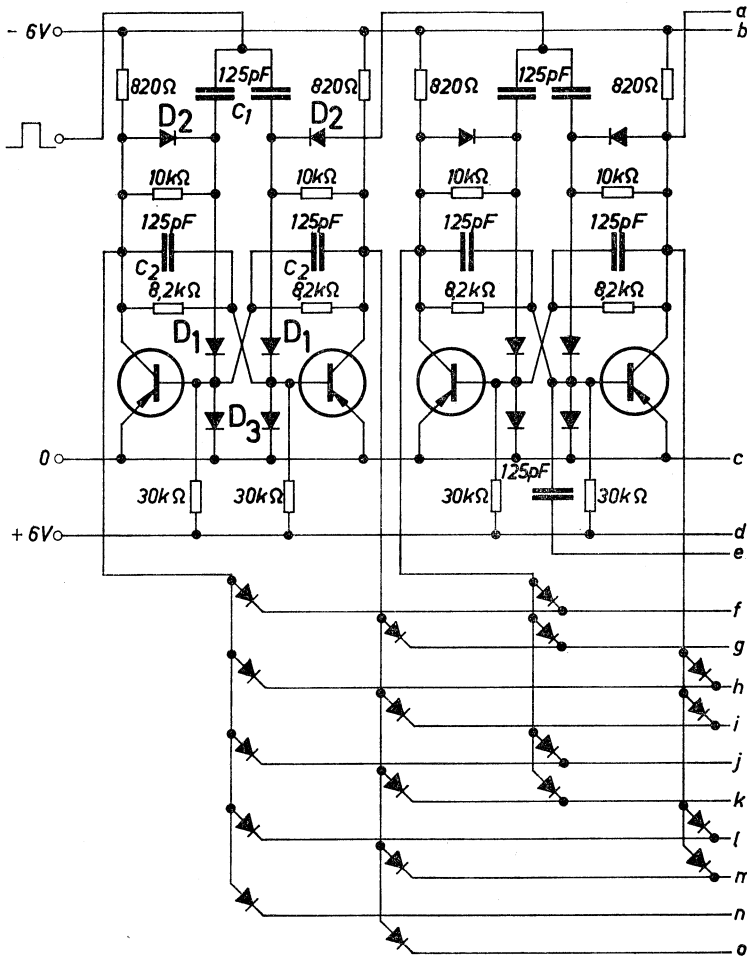 a
- 6V b
820Ω 125pF 820Ω 820Ω 125pF 820Ω
C1
D2 D2
10kΩ 10kΩ 10kΩ 10kΩ
125pF 125pF 125pF 125pF
C2 C2
8,2kΩ 8,2kΩ 8,2kΩ 8,2kΩ
D1 D1
D3
0 c
30kΩ 30kΩ 30kΩ 125pF 30kΩ
+ 6V d
e
f
g
h
i
j
k
l
m
n
o